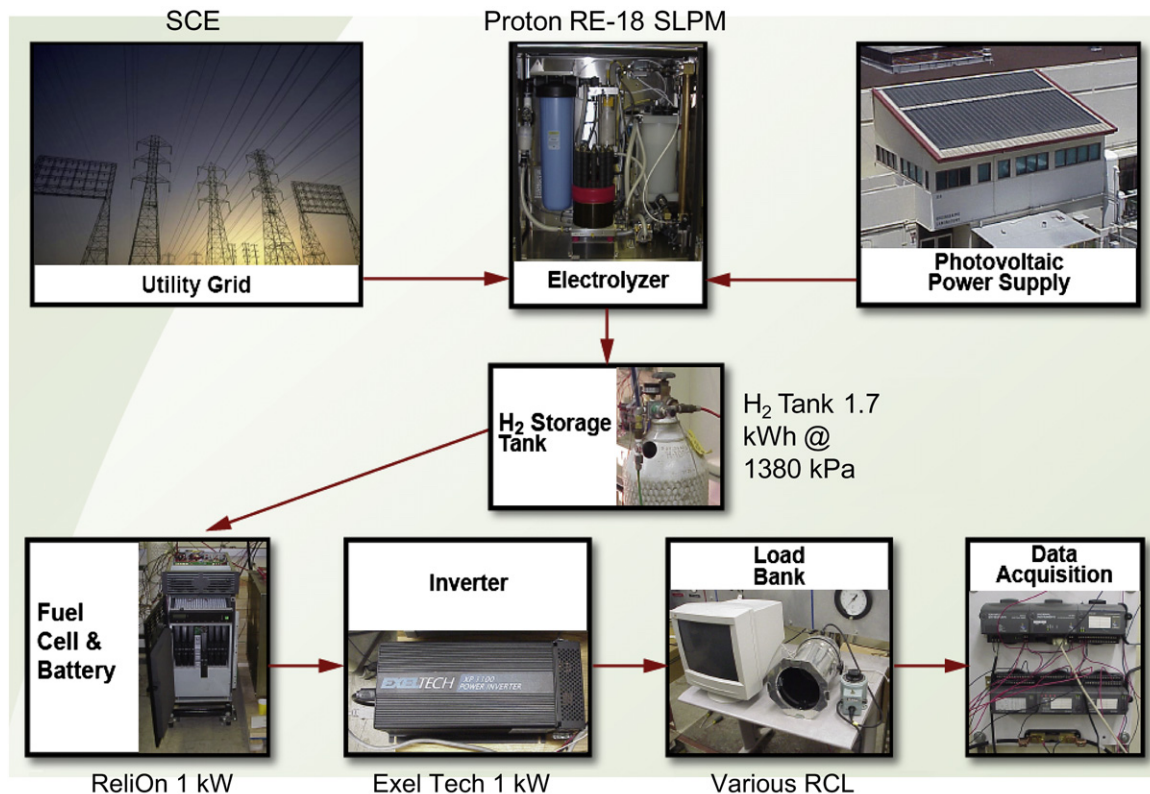 SCE
Proton RE-18 SLPM
Utility Grid
Electrolyzer
Photovoltaic
Power Supply
H₂ Storage
Tank
H₂ Tank 1.7
kWh @
1380 kPa
Fuel
Cell &
Battery
Inverter
EXELTECH XP 1100
POWER INVERTER
Load
Bank
Data
Acquisition
ReliOn 1 kW
Exel Tech 1 kW
Various RCL